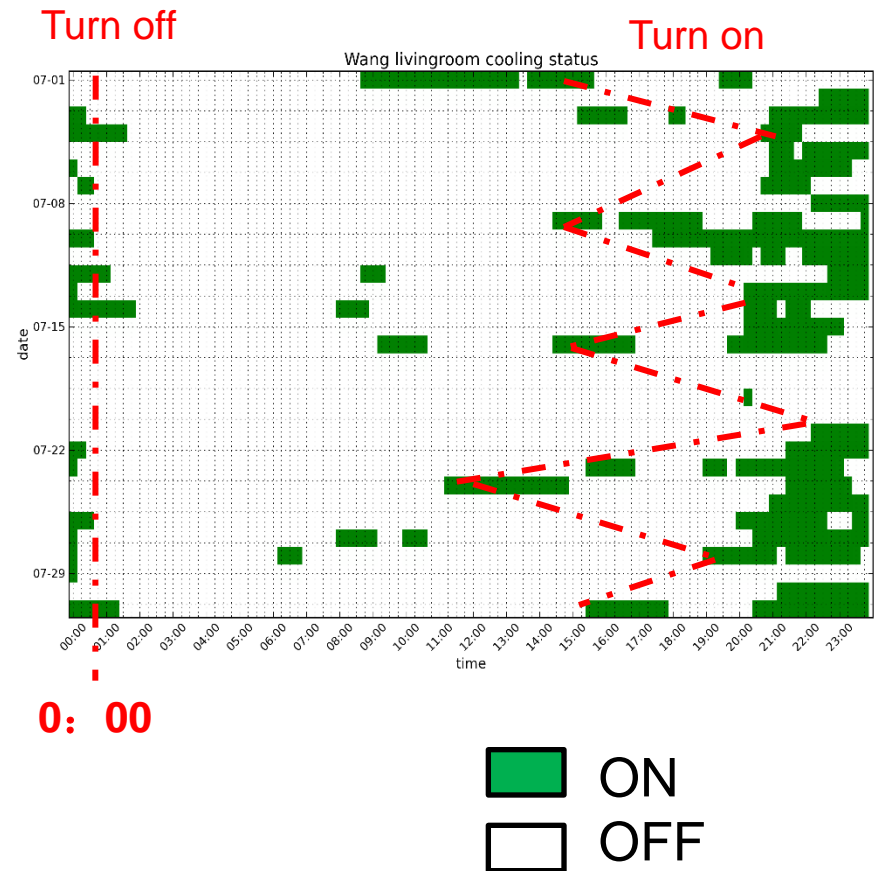 Turn off
Turn on
Wang livingroom cooling status
07-01
07-08
07-15
07-22
07-29
date
00:00 01:00 02:00 03:00 04:00 05:00 06:00 07:00 08:00 09:00 10:00 11:00 12:00 13:00 14:00 15:00 16:00 17:00 18:00 19:00 20:00 21:00 22:00 23:00
time
0：00
ON
OFF